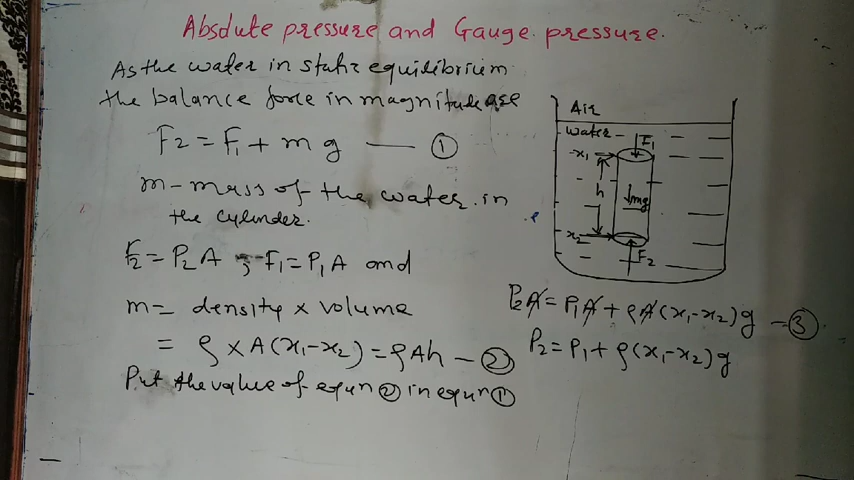 Absolute pressure and Gauge pressure.
As the water in static equilibrium
the balance force in magnitude are
F2 = F1 + mg — ①
m - mass of the water in
the cylinder.
F2 = P2 A ; F1 = P1 A and
m = density × volume
= ρ × A(x1-x2) = ρAh — ②
Put the value of equn ② in equn ①
Air
water
F1
x1
h
mg
x2
F2
P2A = P1A + ρA(x1-x2)g — ③
P2 = P1 + ρ(x1-x2)g